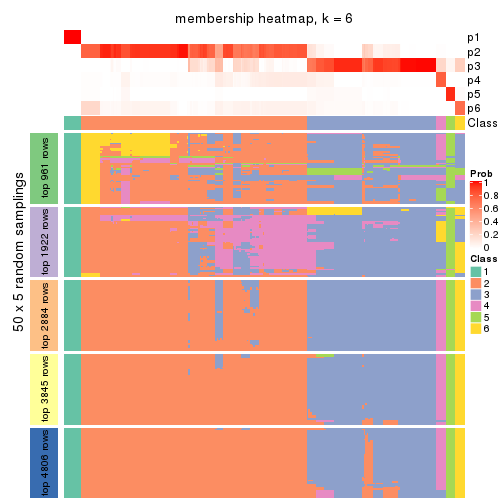 membership heatmap, k = 6
p1
p2
p3
p4
p5
p6
Class
50 x 5 random samplings
top 961 rows
top 1922 rows
top 2884 rows
top 3845 rows
top 4806 rows
Prob
1
0.8
0.6
0.4
0.2
0
Class
1
2
3
4
5
6